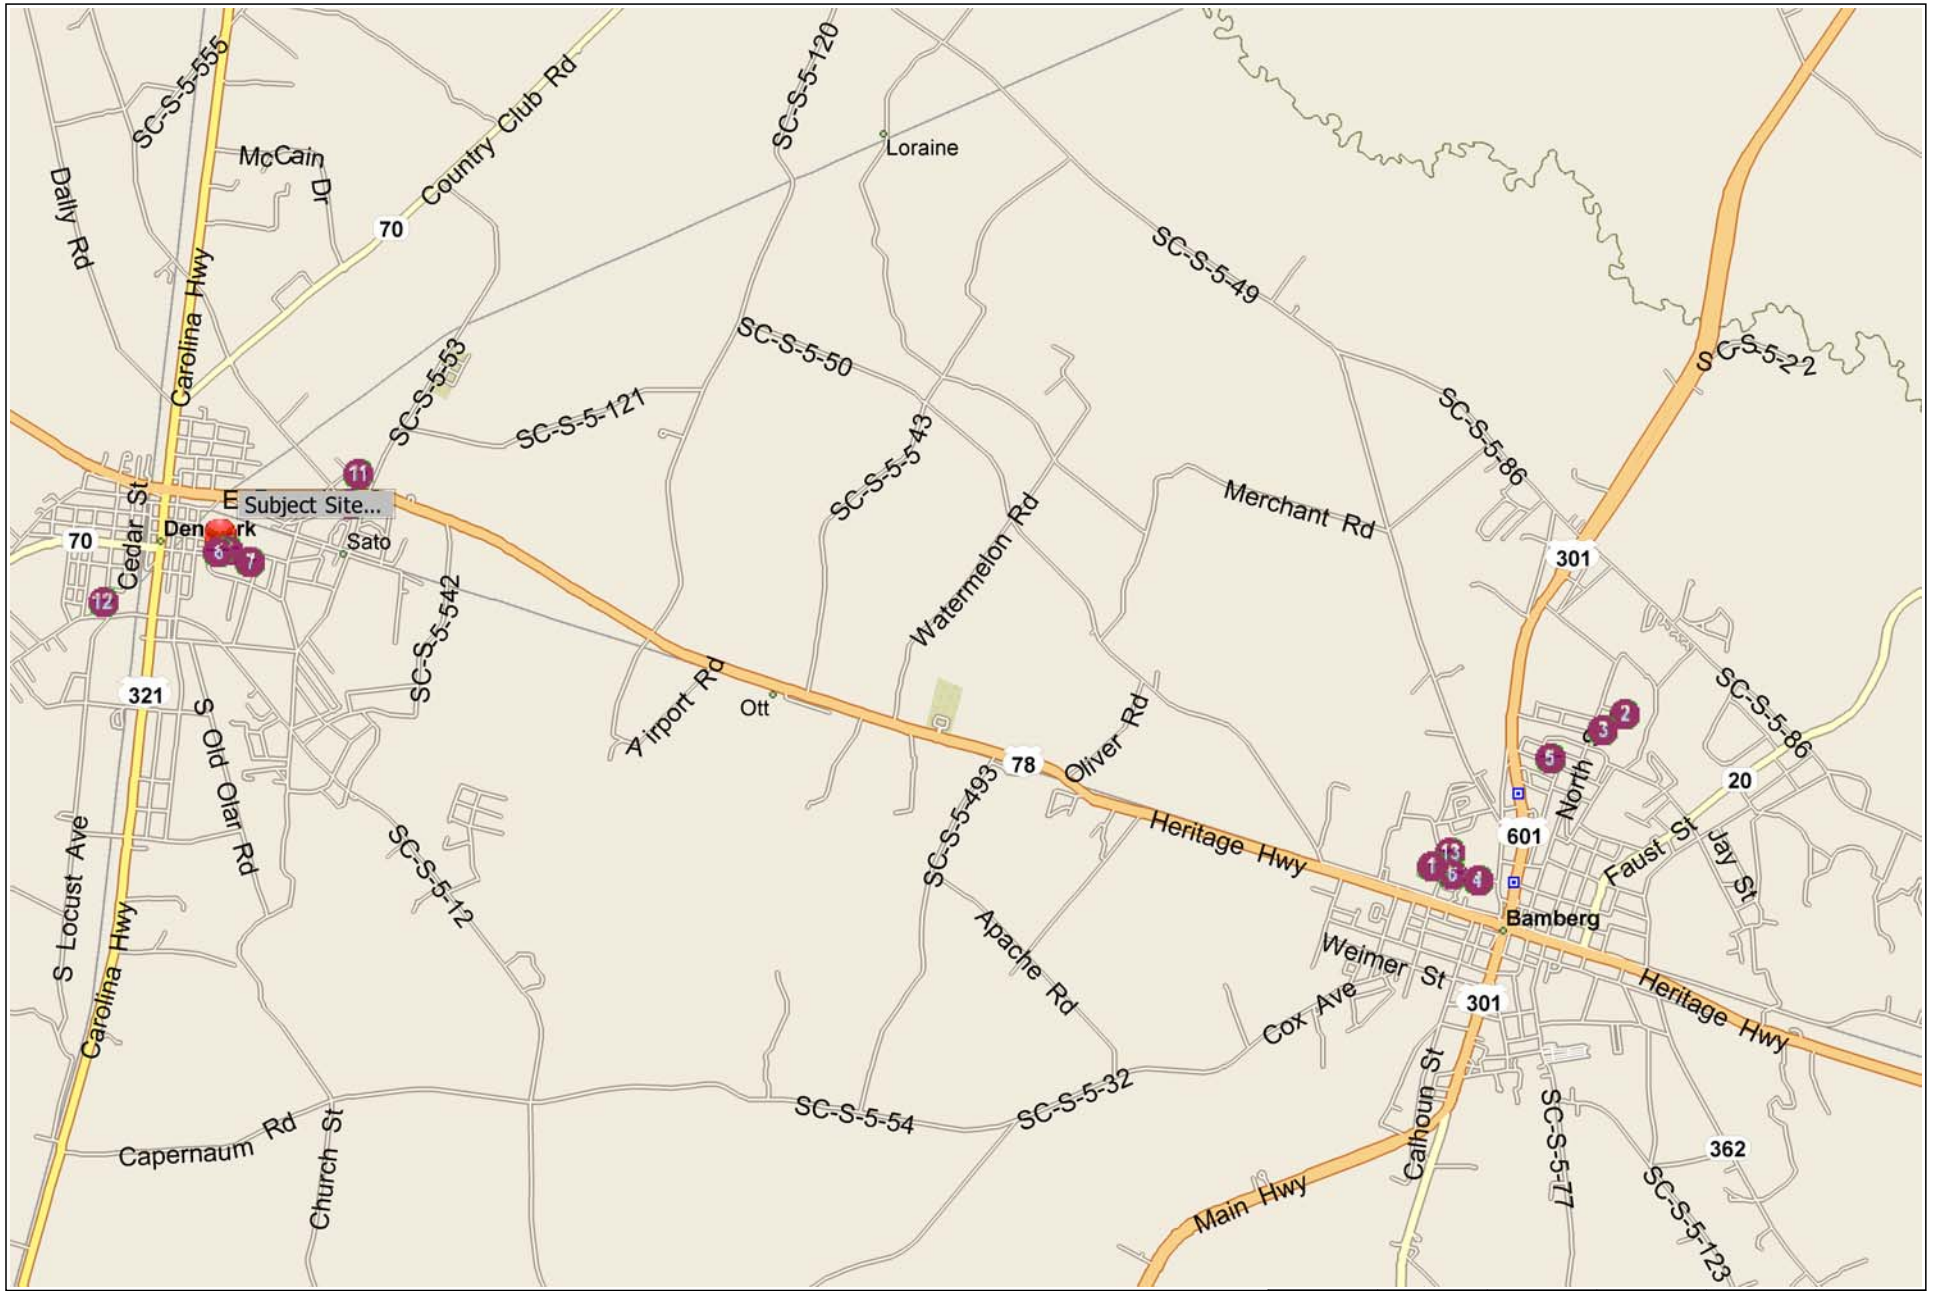 SC-S-5-555
SC-S-5-120
Country Club Rd
McCain Dr
Loraine
Dally Rd
70
SC-S-5-49
Carolina Hwy
SC-S-5-50
SC-S-5-22
SC-S-5-53
SC-S-5-121
SC-S-5-43
SC-S-5-86
11
Subject Site...
E
Merchant Rd
Cedar St
70
Sato
Watermelon Rd
301
7
12
SC-S-5-542
321
Airport Rd
Ott
SC-S-5-86
2
3
5
S Old Olar Rd
78
Oliver Rd
20
North
SC-S-5-493
Heritage Hwy
601
Faust St
Jay St
13
1
6
4
S Locust Ave
SC-S-5-12
Bamberg
Apache Rd
Weimer St
Carolina Hwy
Cox Ave
301
Heritage Hwy
SC-S-5-32
SC-S-5-54
Calhoun St
SC-S-5-77
Capernaum Rd
Church St
362
Main Hwy
SC-S-5-123